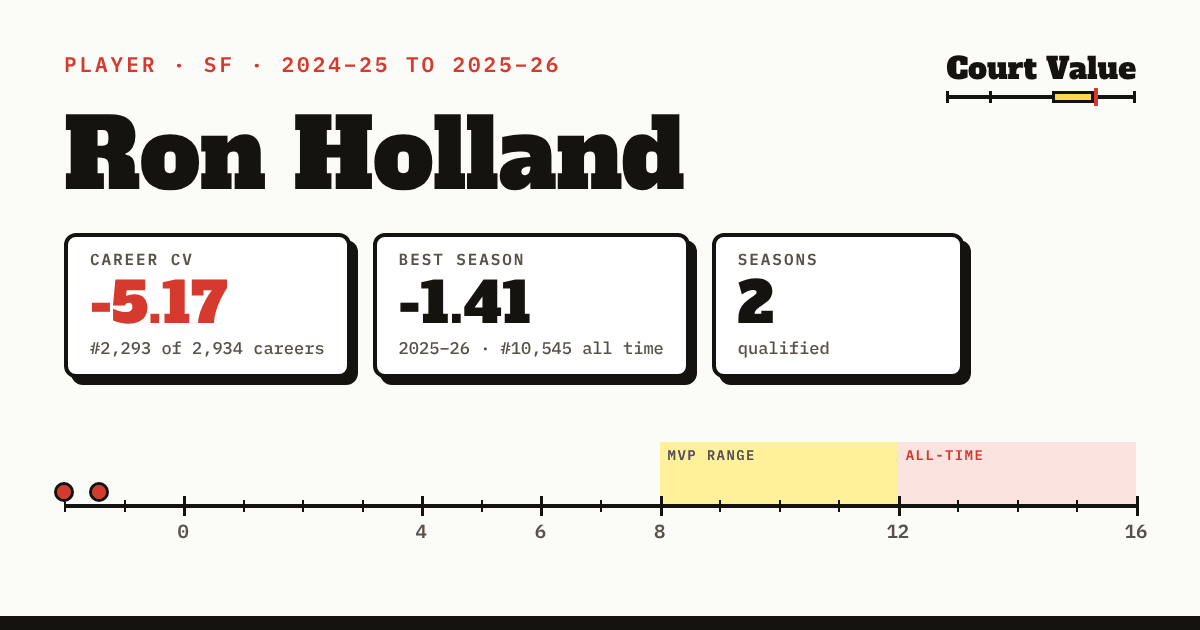 PLAYER · SF · 2024–25 TO 2025–26
Court Value
Ron Holland
CAREER CV
-5.17
#2,293 of 2,934 careers
BEST SEASON
-1.41
2025–26 · #10,545 all time
SEASONS
2
qualified
MVP RANGE
ALL-TIME
0
4
6
8
12
16